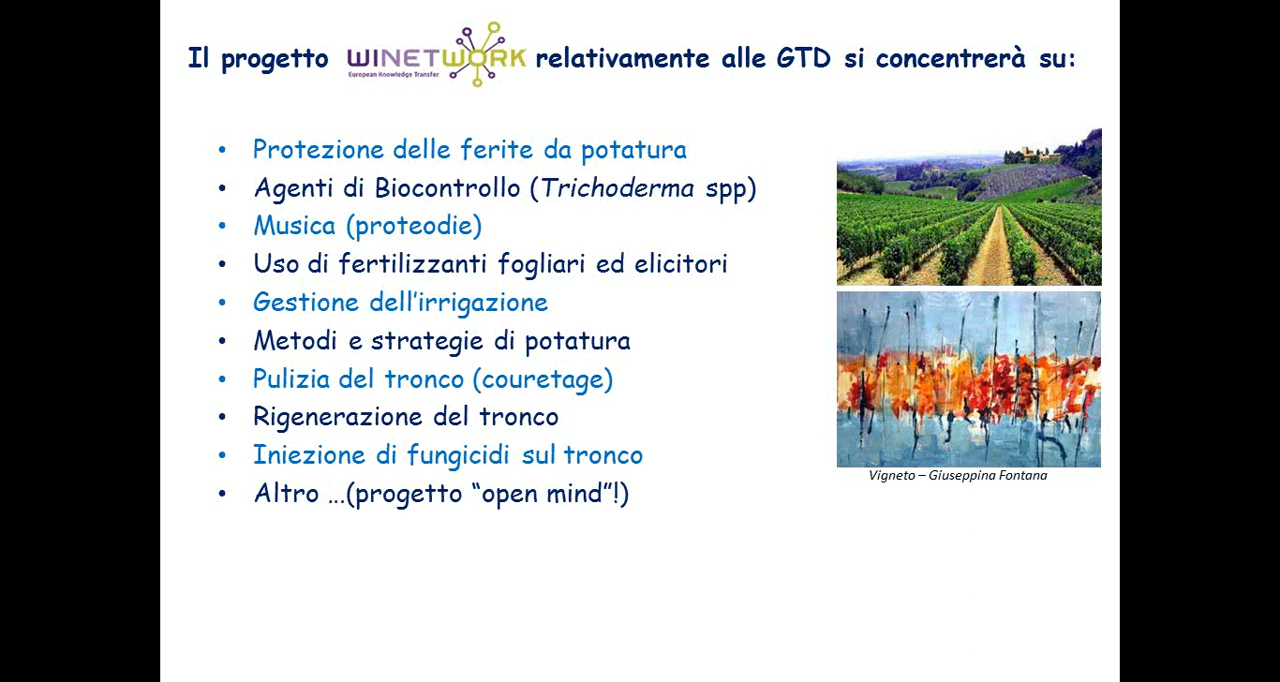 Il progetto WINETWORK relativamente alle GTD si concentrerà su:
European Knowledge Transfer
• Protezione delle ferite da potatura
• Agenti di Biocontrollo (Trichoderma spp)
• Musica (proteodie)
• Uso di fertilizzanti fogliari ed elicitori
• Gestione dell’irrigazione
• Metodi e strategie di potatura
• Pulizia del tronco (couretage)
• Rigenerazione del tronco
• Iniezione di fungicidi sul tronco
• Altro …(progetto “open mind”!)
Vigneto – Giuseppina Fontana